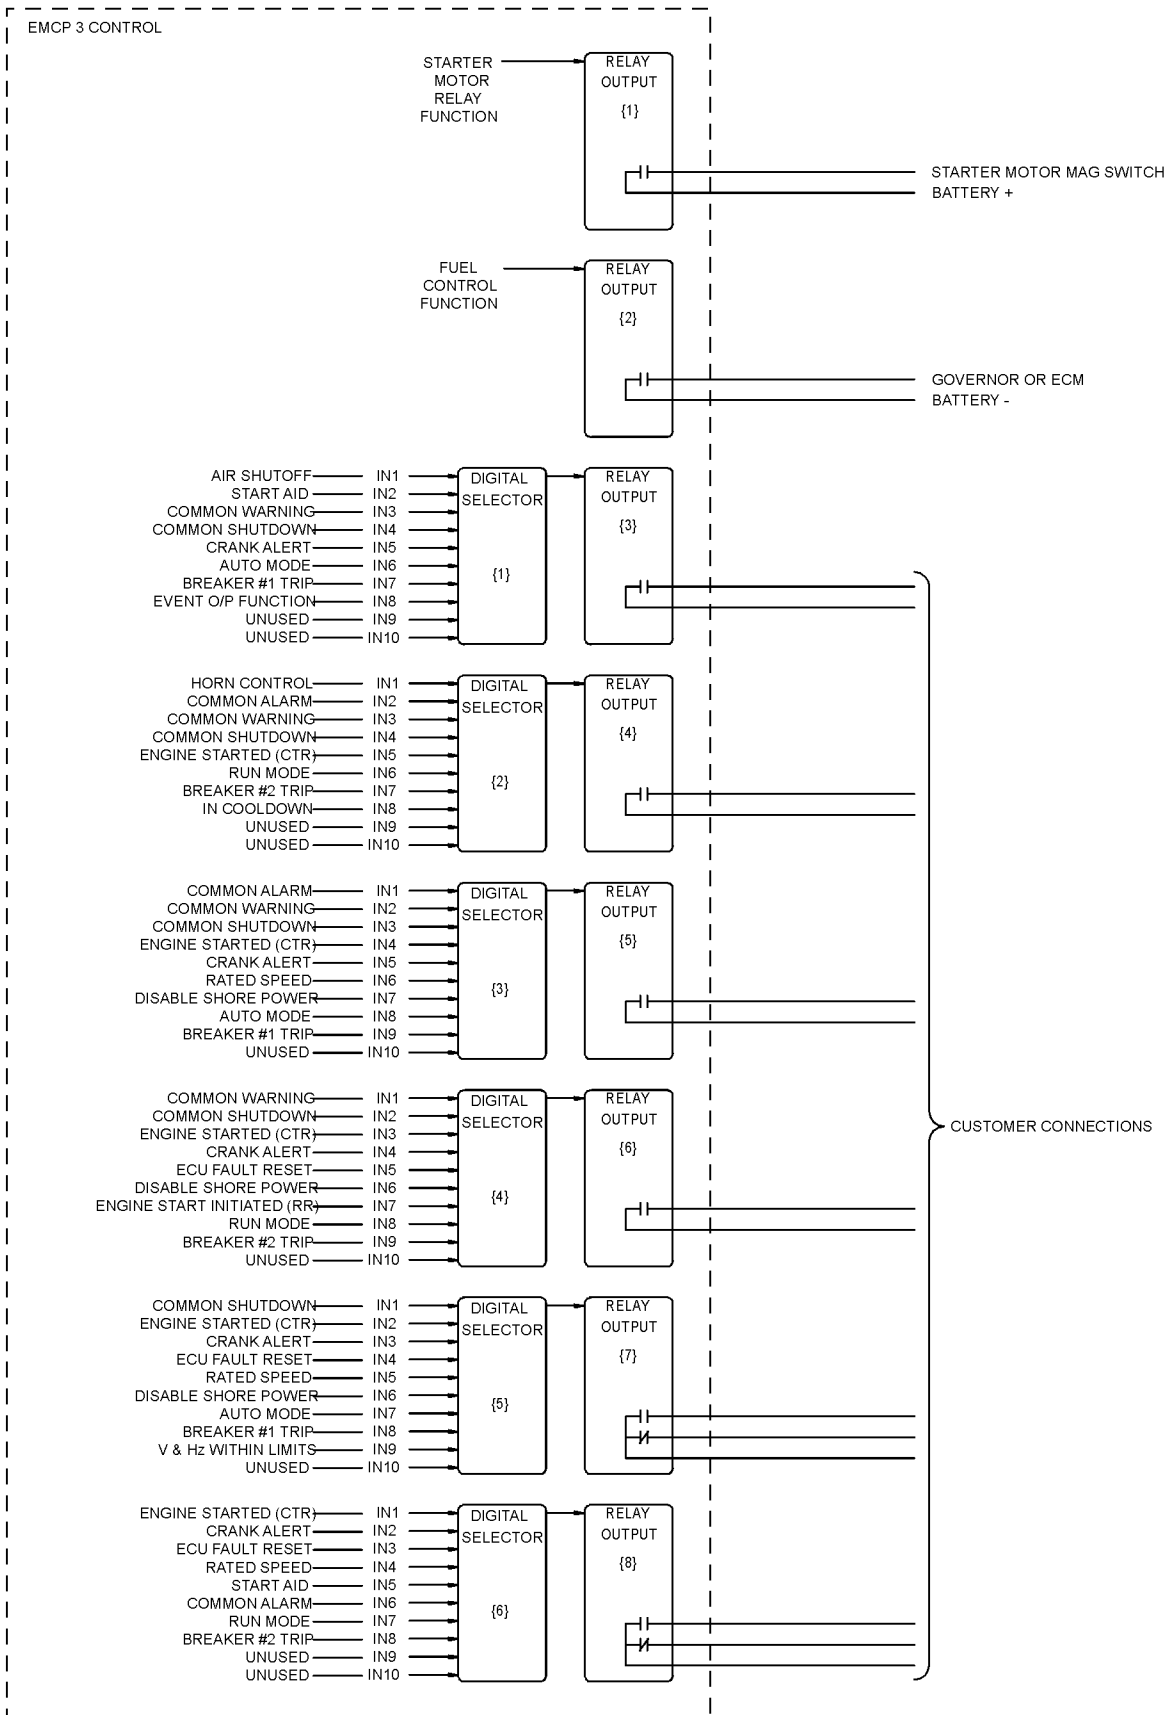 EMCP 3 CONTROL
STARTER
MOTOR
RELAY
FUNCTION
RELAY
OUTPUT
{1}
STARTER MOTOR MAG SWITCH
BATTERY +
FUEL
CONTROL
FUNCTION
RELAY
OUTPUT
{2}
GOVERNOR OR ECM
BATTERY -
AIR SHUTOFF IN1
START AID IN2
COMMON WARNING IN3
COMMON SHUTDOWN IN4
CRANK ALERT IN5
AUTO MODE IN6
BREAKER #1 TRIP IN7
EVENT O/P FUNCTION IN8
UNUSED IN9
UNUSED IN10
DIGITAL
SELECTOR
{1}
RELAY
OUTPUT
{3}
HORN CONTROL IN1
COMMON ALARM IN2
COMMON WARNING IN3
COMMON SHUTDOWN IN4
ENGINE STARTED (CTR) IN5
RUN MODE IN6
BREAKER #2 TRIP IN7
IN COOLDOWN IN8
UNUSED IN9
UNUSED IN10
DIGITAL
SELECTOR
{2}
RELAY
OUTPUT
{4}
COMMON ALARM IN1
COMMON WARNING IN2
COMMON SHUTDOWN IN3
ENGINE STARTED (CTR) IN4
CRANK ALERT IN5
RATED SPEED IN6
DISABLE SHORE POWER IN7
AUTO MODE IN8
BREAKER #1 TRIP IN9
UNUSED IN10
DIGITAL
SELECTOR
{3}
RELAY
OUTPUT
{5}
COMMON WARNING IN1
COMMON SHUTDOWN IN2
ENGINE STARTED (CTR) IN3
CRANK ALERT IN4
ECU FAULT RESET IN5
DISABLE SHORE POWER IN6
ENGINE START INITIATED (RR) IN7
RUN MODE IN8
BREAKER #2 TRIP IN9
UNUSED IN10
DIGITAL
SELECTOR
{4}
RELAY
OUTPUT
{6}
CUSTOMER CONNECTIONS
COMMON SHUTDOWN IN1
ENGINE STARTED (CTR) IN2
CRANK ALERT IN3
ECU FAULT RESET IN4
RATED SPEED IN5
DISABLE SHORE POWER IN6
AUTO MODE IN7
BREAKER #1 TRIP IN8
V & Hz WITHIN LIMITS IN9
UNUSED IN10
DIGITAL
SELECTOR
{5}
RELAY
OUTPUT
{7}
ENGINE STARTED (CTR) IN1
CRANK ALERT IN2
ECU FAULT RESET IN3
RATED SPEED IN4
START AID IN5
COMMON ALARM IN6
RUN MODE IN7
BREAKER #2 TRIP IN8
UNUSED IN9
UNUSED IN10
DIGITAL
SELECTOR
{6}
RELAY
OUTPUT
{8}